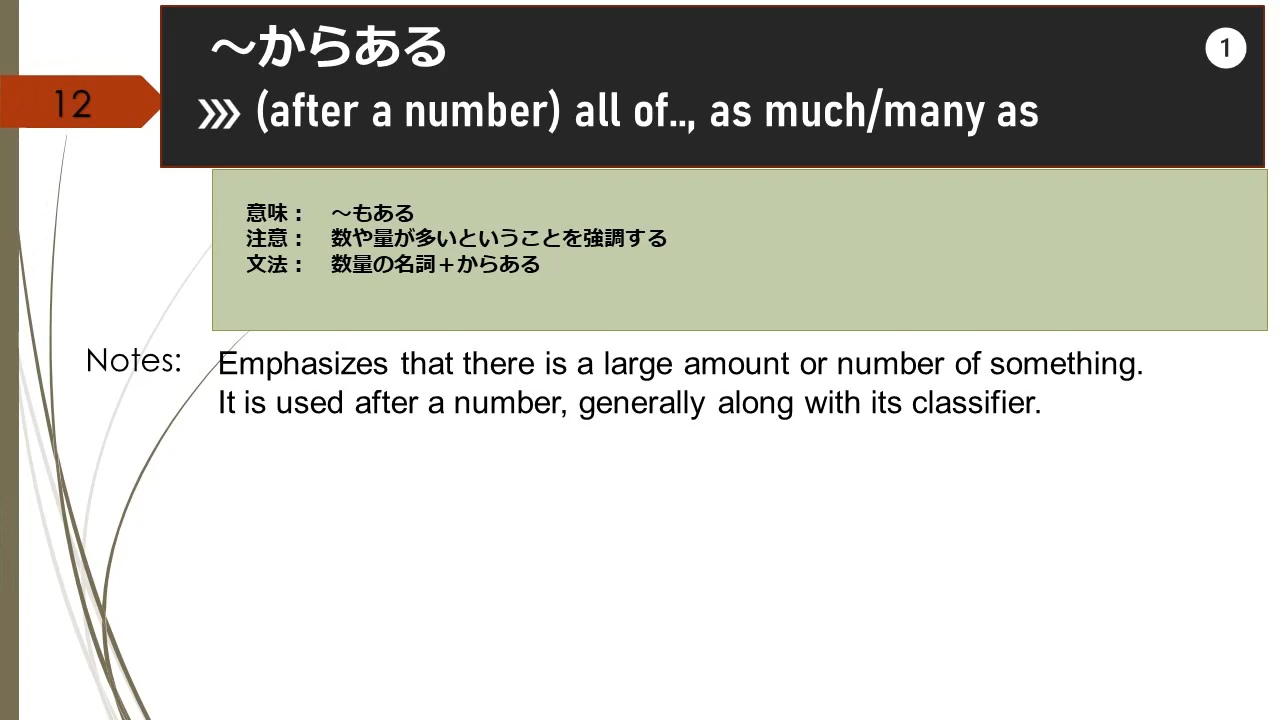 ～からある
1
12
(after a number) all of.., as much/many as
意味： ～もある
注意： 数や量が多いということを強調する
文法： 数量の名詞＋からある
Notes:
Emphasizes that there is a large amount or number of something.
It is used after a number, generally along with its classifier.